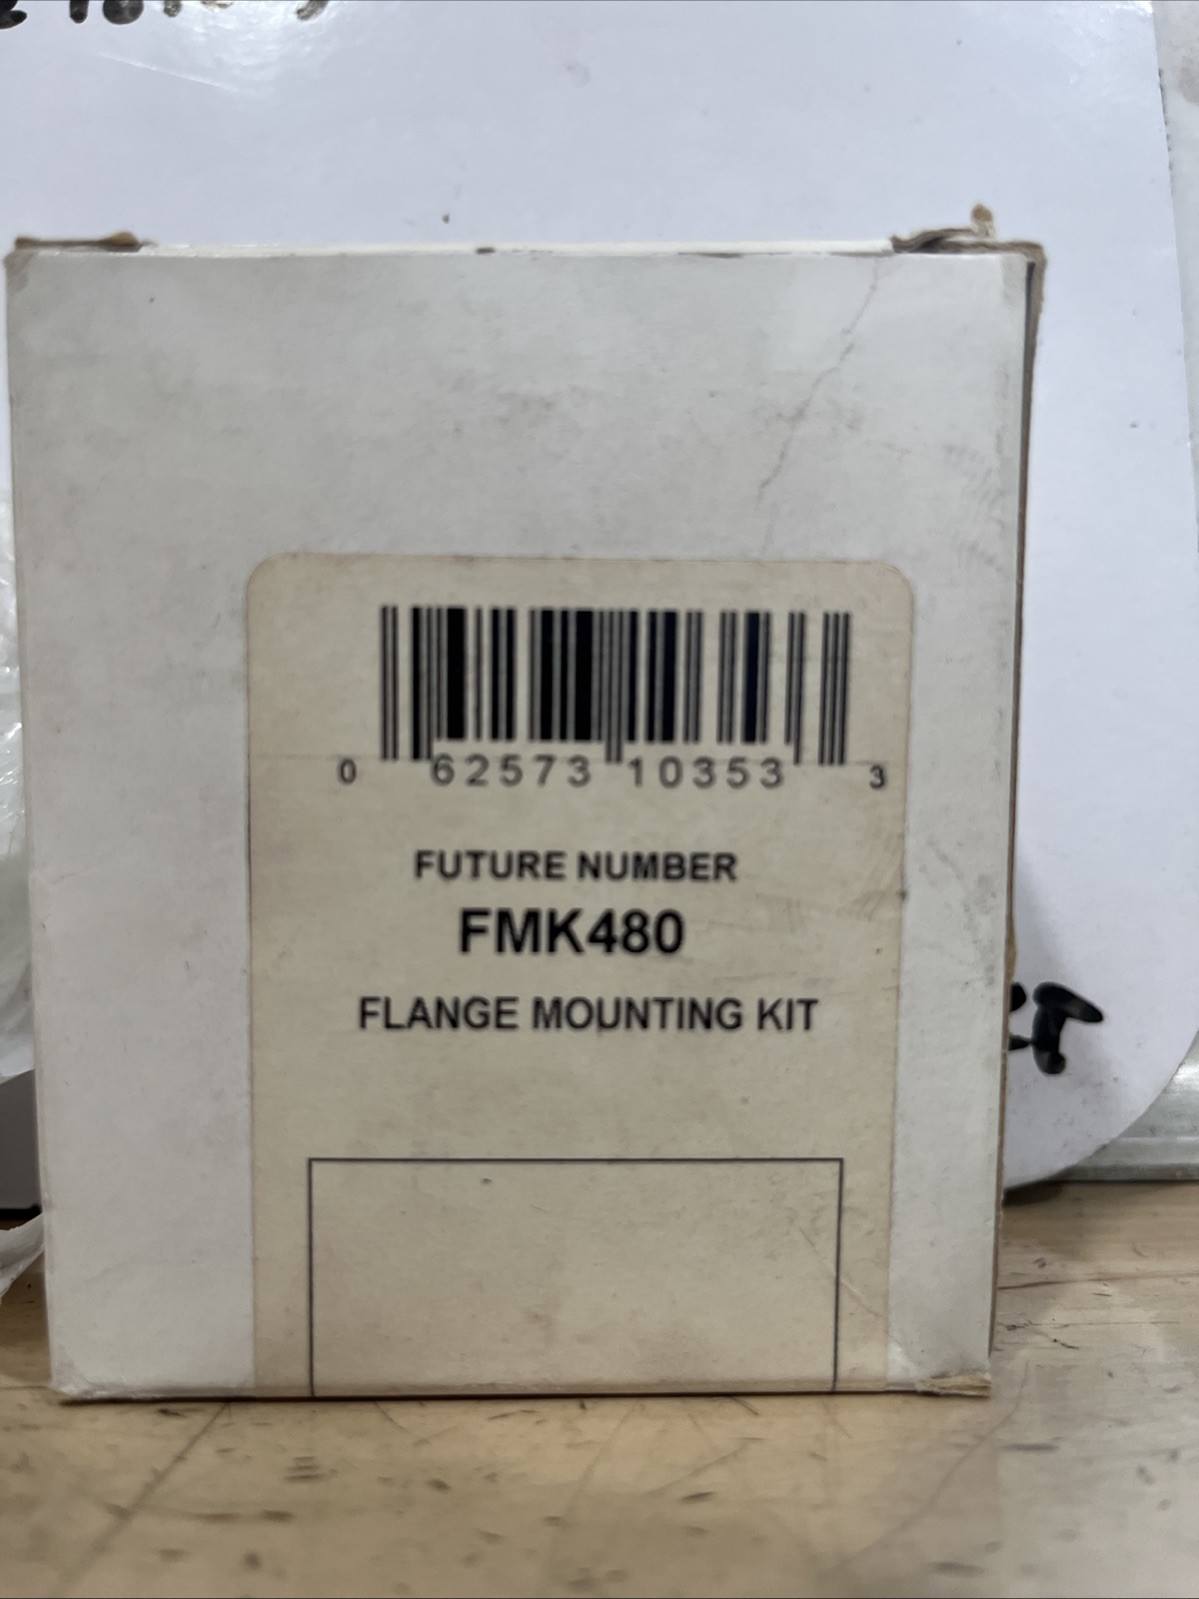 0 62573 10353 3
FUTURE NUMBER
FMK480
FLANGE MOUNTING KIT